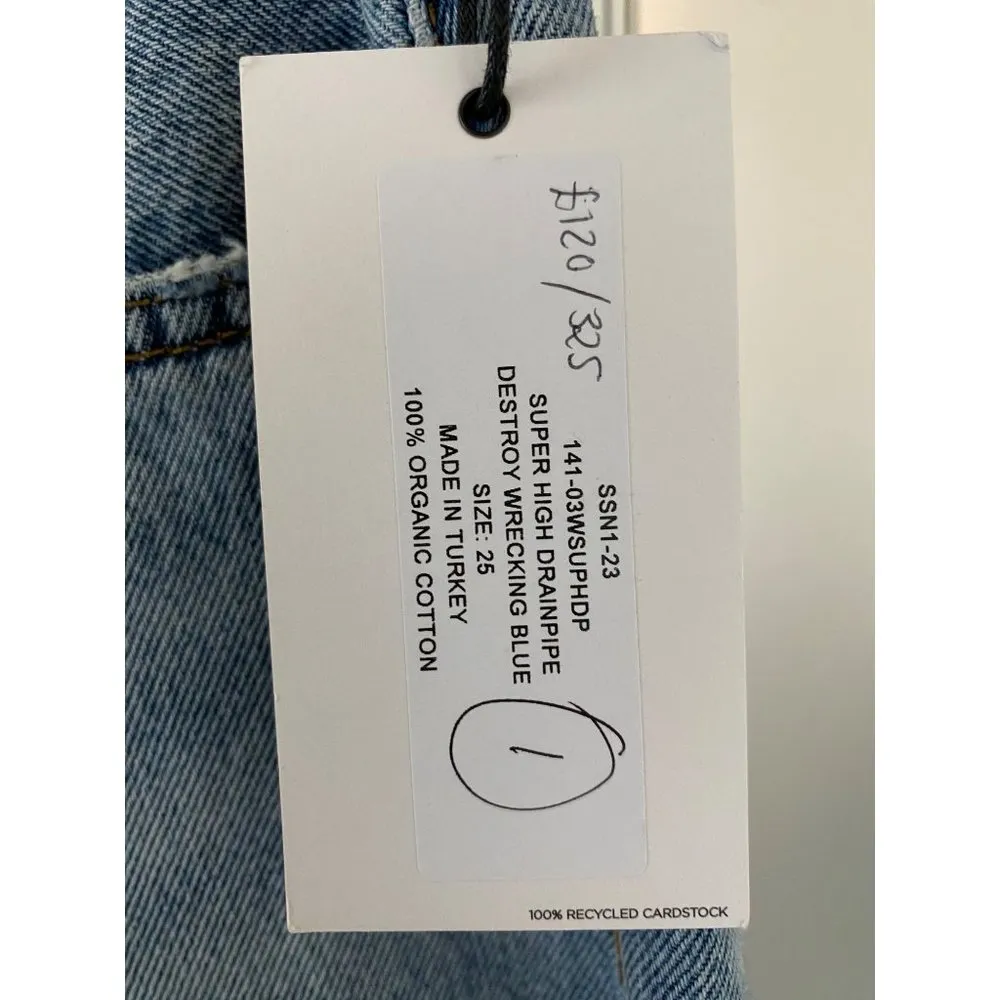 £120/325
SSN1-23
141-03WSUPHDP
SUPER HIGH DRAINPIPE
DESTROY WRECKING BLUE
SIZE: 25
MADE IN TURKEY
100% ORGANIC COTTON
1
100% RECYCLED CARDSTOCK